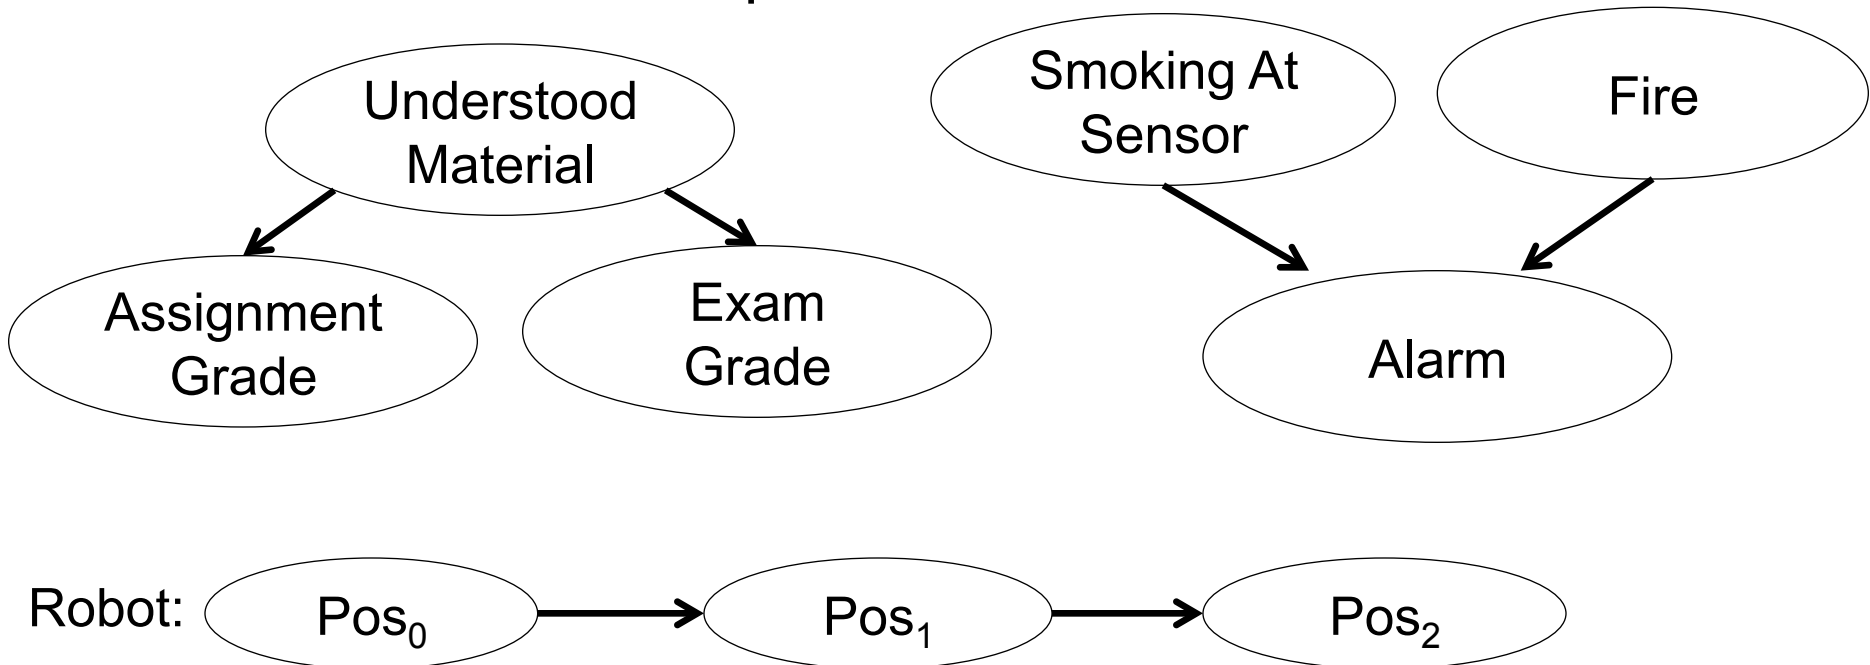 Understood
Material
Smoking At
Sensor
Fire
Assignment
Grade
Exam
Grade
Alarm
Robot:
Pos₀
Pos₁
Pos₂